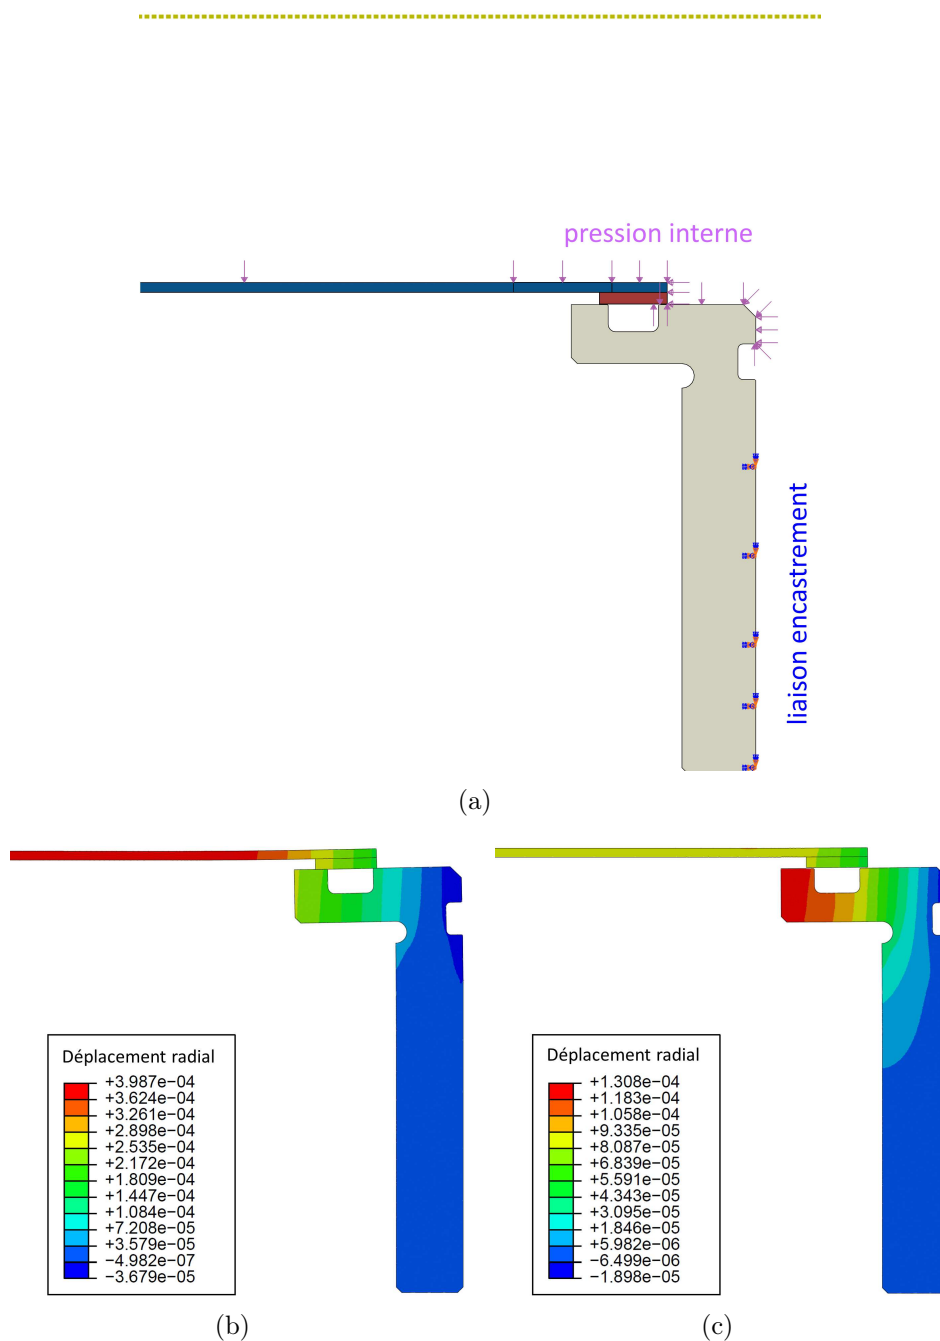 pression interne
liaison encastrement
(a)
Déplacement radial
+3.987e−04
+3.624e−04
+3.261e−04
+2.898e−04
+2.535e−04
+2.172e−04
+1.809e−04
+1.447e−04
+1.084e−04
+7.208e−05
+3.579e−05
−4.982e−07
−3.679e−05
(b)
Déplacement radial
+1.308e−04
+1.183e−04
+1.058e−04
+9.335e−05
+8.087e−05
+6.839e−05
+5.591e−05
+4.343e−05
+3.095e−05
+1.846e−05
+5.982e−06
−6.499e−06
−1.898e−05
(c)